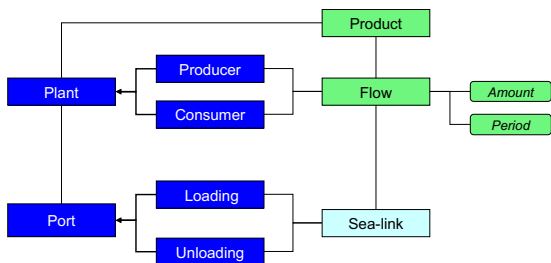 Product
Producer
Plant
Flow
Amount
Consumer
Period
Loading
Port
Sea-link
Unloading